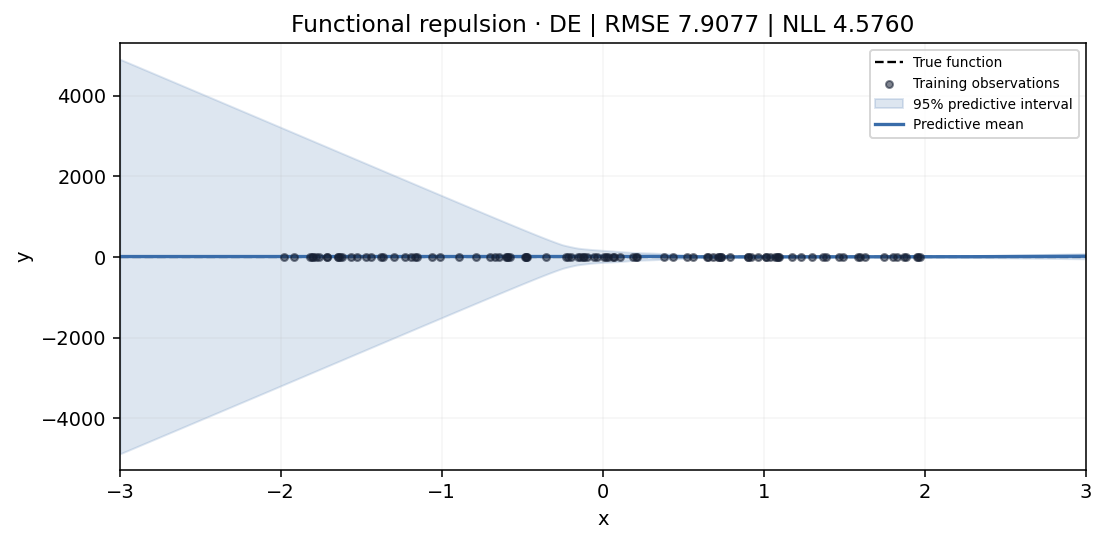 Functional repulsion · DE | RMSE 7.9077 | NLL 4.5760
True function
Training observations
95% predictive interval
Predictive mean
4000
2000
0
−2000
−4000
y
−3
−2
−1
0
1
2
3
x